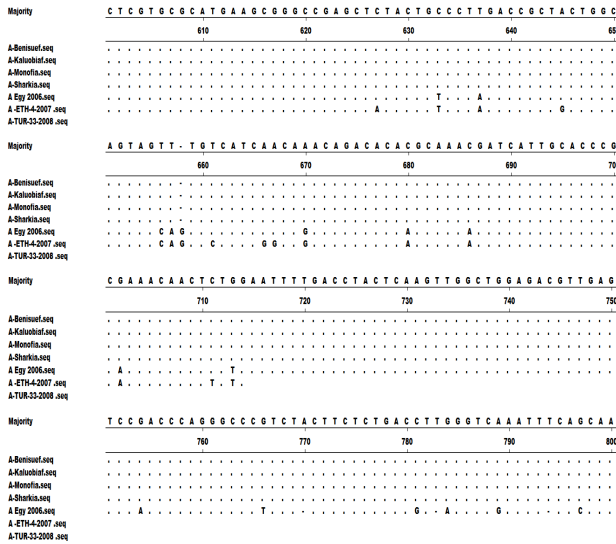 Majority C T C G T G C G C A T G A A G C G G G C C G A G C T C T A C T G C C C T T G A C C G C T A C T G G C
610 620 630 640 650
A-Benisuef.seq . . . . . . . . . . . . . . . . . . . . . . . . . . . . . . . . . . . . . . . . . . . . . . . . . .
A-Kaluobiaf.seq . . . . . . . . . . . . . . . . . . . . . . . . . . . . . . . . . . . . . . . . . . . . . . . . . .
A-Monofia.seq . . . . . . . . . . . . . . . . . . . . . . . . . . . . . . . . . . . . . . . . . . . . . . . . . .
A-Sharkia.seq . . . . . . . . . . . . . . . . . . . . . . . . . . . . . . . . . . . . . . . . . . . . . . . . . .
A Egy 2006.seq . . . . . . . . . . . . . . . . . . . . . . . . . . . . . . . . T . . . A . . . . . . . . . . . . .
A -ETH-4-2007 .seq . . . . . . . . . . . . . . . . . . . . . . . . . . A . . . . . T . . . A . . . . . . . G . . . . .
A-TUR-33-2008 .seq
Majority A G T A G T T - T G T C A T C A A C A A A C A G A C A C A C G C A A A C G A T C A T T G C A C C C G
660 670 680 690 700
A-Benisuef.seq . . . . . . . - . . . . . . . . . . . . . . . . . . . . . . . . . . . . . . . . . . . . . . . . . .
A-Kaluobiaf.seq . . . . . . . - . . . . . . . . . . . . . . . . . . . . . . . . . . . . . . . . . . . . . . . . . .
A-Monofia.seq . . . . . . . - . . . . . . . . . . . . . . . . . . . . . . . . . . . . . . . . . . . . . . . . . .
A-Sharkia.seq . . . . . . . - . . . . . . . . . . . . . . . . . . . . . . . . . . . . . . . . . . . . . . . . . .
A Egy 2006.seq . . . . . C A G . . . . . . . . . . . G . . . . . . . . . A . . . . . A . . . . . . . . . . . . . .
A -ETH-4-2007 .seq . . . . . C A G . . C . . . . G G . . G . . . . . . . . . A . . . . . A . . . . . . . . . . . . . .
A-TUR-33-2008 .seq
Majority C G A A A C A A C T C T G G A A T T T T G A C C T A C T C A A G T T G G C T G G A G A C G T T G A G
710 720 730 740 750
A-Benisuef.seq . . . . . . . . . . . . . . . . . . . . . . . . . . . . . . . . . . . . . . . . . . . . . . . . . .
A-Kaluobiaf.seq . . . . . . . . . . . . . . . . . . . . . . . . . . . . . . . . . . . . . . . . . . . . . . . . . .
A-Monofia.seq . . . . . . . . . . . . . . . . . . . . . . . . . . . . . . . . . . . . . . . . . . . . . . . . . .
A-Sharkia.seq . . . . . . . . . . . . . . . . . . . . . . . . . . . . . . . . . . . . . . . . . . . . . . . . . .
A Egy 2006.seq . A . . . . . . . . . . T . . . . . . . . . . . . . . . . . . . . . . . . . . . . . . . . . . . . .
A -ETH-4-2007 .seq . A . . . . . . . . T . T .
A-TUR-33-2008 .seq
Majority T C C G A C C C A G G G C C C G T C T A C T T C T C T G A C C T T G G G T C A A A T T T C A G C A A
760 770 780 790 800
A-Benisuef.seq . . . . . . . . . . . . . . . . . . . . . . . . . . . . . . . . . . . . . . . . . . . . . . . . . .
A-Kaluobiaf.seq . . . . . . . . . . . . . . . . . . . . . . . . . . . . . . . . . . . . . . . . . . . . . . . . . .
A-Monofia.seq . . . . . . . . . . . . . . . . . . . . . . . . . . . . . . . . . . . . . . . . . . . . . . . . . .
A-Sharkia.seq . . . . . . . . . . . . . . . . . . . . . . . . . . . . . . . . . . . . . . . . . . . . . . . . . .
A Egy 2006.seq . . . A . . . . . . . . . . . T . . . . . . . . . . . . . . G . . A . . . . G . . . . . . . C . . .
A -ETH-4-2007 .seq
A-TUR-33-2008 .seq